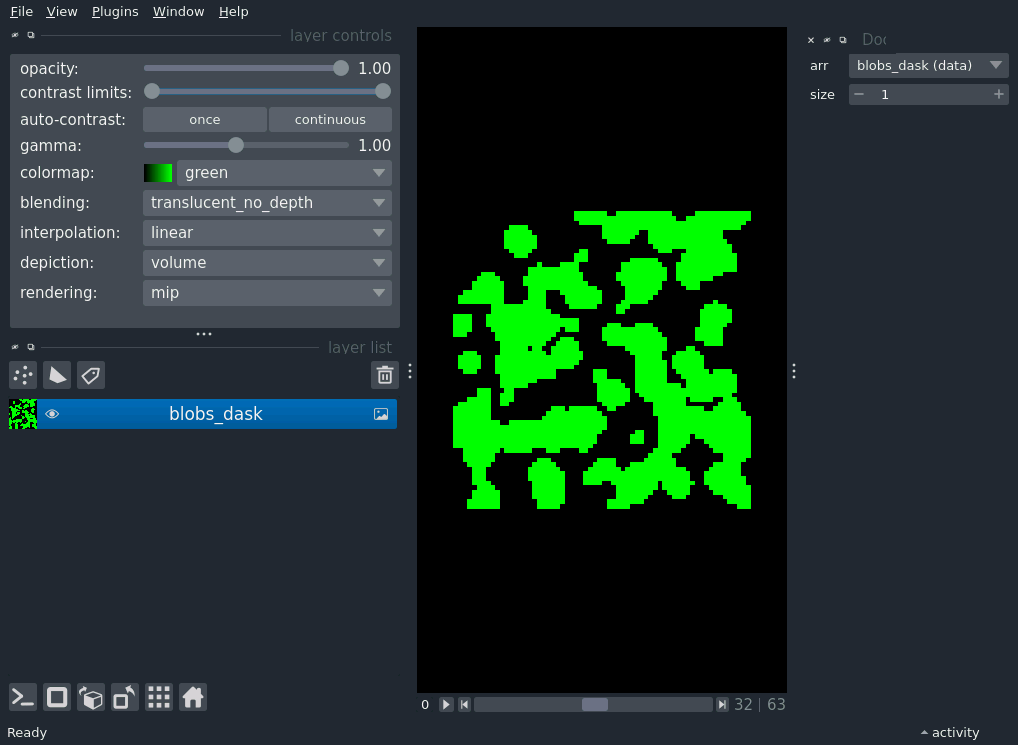 File View Plugins Window Help
layer controls
opacity: 1.00
contrast limits:
auto-contrast: once continuous
gamma: 1.00
colormap: green
blending: translucent_no_depth
interpolation: linear
depiction: volume
rendering: mip
layer list
blobs_dask
0 32 | 63
Ready
activity
arr blobs_dask (data)
size 1